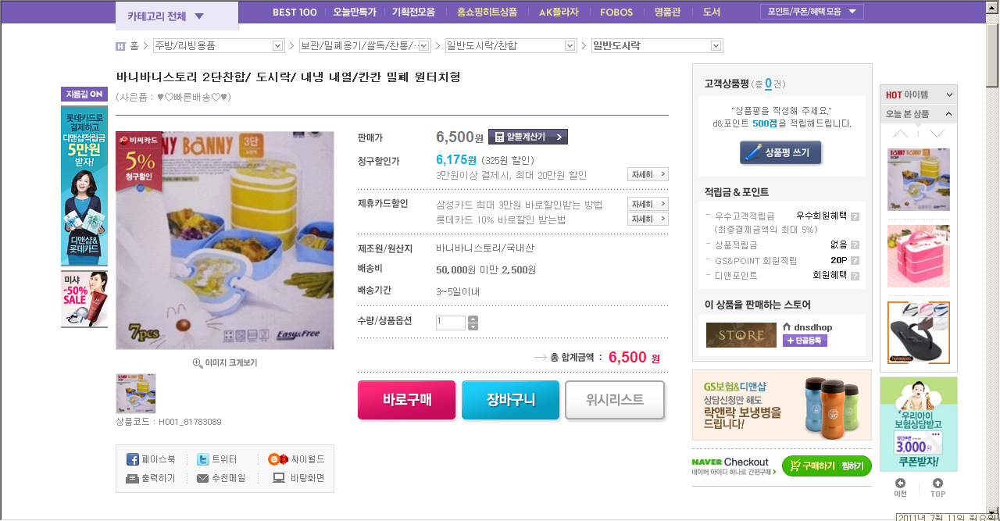 카테고리 전체
BEST 100
오늘만특가
기획전모음
홈쇼핑히트상품
AK플라자
FOBOS
명품관
도서
포인트/쿠폰/혜택 모음
H 홈 > 주방/리빙용품 > 보관/밀폐용기/쌀독/찬통/ > 일반도시락/찬합 > 일반도시락
바니바니스토리 2단찬합/ 도시락/ 내냉 내열/칸칸 밀폐 원터치형
(사은품 : ♥♡빠른배송♡♥)
지름길 ON
롯데카드로
결제하고
디앤샵적립금
5만원
받자!
디앤샵&
롯데카드
미샤
-50%
SALE
비씨카드
5%
청구할인
BUNNY BANNY
3단
7pcs
Easy&Free
이미지 크게보기
상품코드 : H001_81783089
페이스북
트위터
싸이월드
출력하기
추천메일
바탕화면
판매가
6,500원
알뜰계산기
청구할인가
6,175원 (325원 할인)
3만원이상 결제시, 최대 20만원 할인
자세히
제휴카드할인
삼성카드 최대 3만원 바로할인받는 방법
자세히
롯데카드 10% 바로할인 받는법
자세히
제조원/원산지
바니바니스토리/국내산
배송비
50,000원 미만 2,500원
배송기간
3~5일이내
수량/상품옵션
1
총 합계금액 : 6,500 원
바로구매
장바구니
위시리스트
고객상품평 (총 0 건)
"상품평을 작성해 주세요."
d&포인트 500점을 적립해드립니다.
상품평 쓰기
적립금 & 포인트
우수고객적립금
우수회원혜택 ?
(최종결제금액의 최대 5%)
상품적립금
없음 ?
GS&POINT 회원적립
20P ?
디앤포인트
회원혜택 ?
이 상품을 판매하는 스토어
STORE
dnsdhop
+ 단골등록
GS보험&디앤샵
상담신청만 해도
락앤락 보냉병을
드립니다!
NAVER Checkout
네이버 아이디 하나로 간편구매
구매하기
찜하기
HOT 아이템
오늘 본 상품
havaianas
우리아이
보험상담받고
할인쿠폰
3,000원
쿠폰받자!
이전
TOP
2011년 7월 11일 월요일